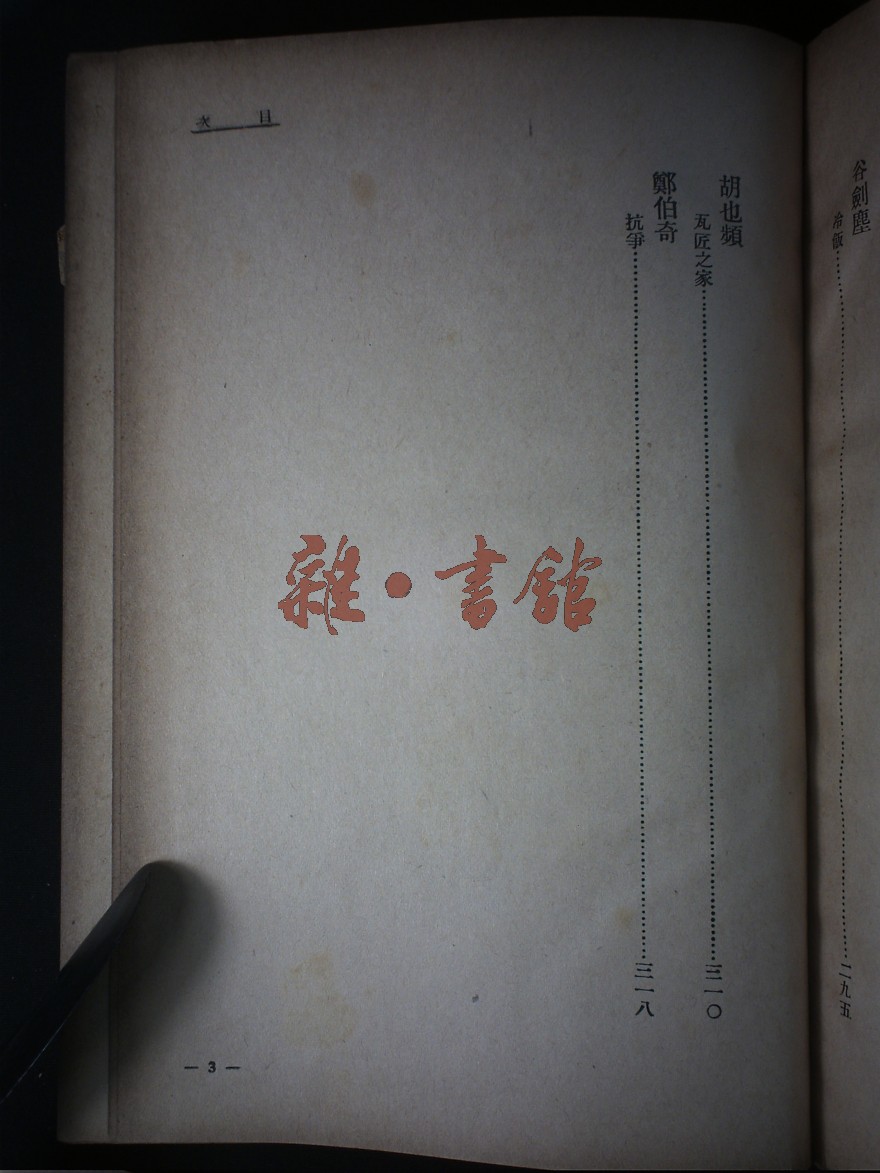 谷劍塵
冷飯……二九五
目次
胡也頻
瓦匠之家……三一〇
鄭伯奇
抗爭……三一八
雜·書館
— 3 —